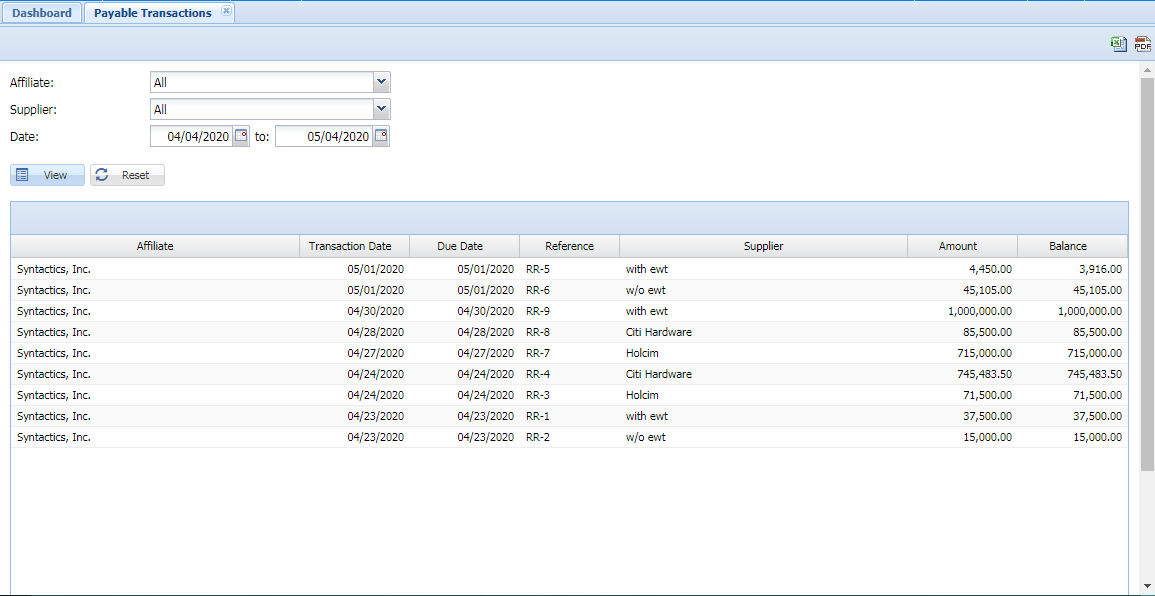 Dashboard Payable Transactions
PDF
Affiliate: All
Supplier: All
Date: 04/04/2020 to: 05/04/2020
View Reset
Affiliate Transaction Date Due Date Reference Supplier Amount Balance
Syntactics, Inc. 05/01/2020 05/01/2020 RR-5 with ewt 4,450.00 3,916.00
Syntactics, Inc. 05/01/2020 05/01/2020 RR-6 w/o ewt 45,105.00 45,105.00
Syntactics, Inc. 04/30/2020 04/30/2020 RR-9 with ewt 1,000,000.00 1,000,000.00
Syntactics, Inc. 04/28/2020 04/28/2020 RR-8 Citi Hardware 85,500.00 85,500.00
Syntactics, Inc. 04/27/2020 04/27/2020 RR-7 Holcim 715,000.00 715,000.00
Syntactics, Inc. 04/24/2020 04/24/2020 RR-4 Citi Hardware 745,483.50 745,483.50
Syntactics, Inc. 04/24/2020 04/24/2020 RR-3 Holcim 71,500.00 71,500.00
Syntactics, Inc. 04/23/2020 04/23/2020 RR-1 with ewt 37,500.00 37,500.00
Syntactics, Inc. 04/23/2020 04/23/2020 RR-2 w/o ewt 15,000.00 15,000.00